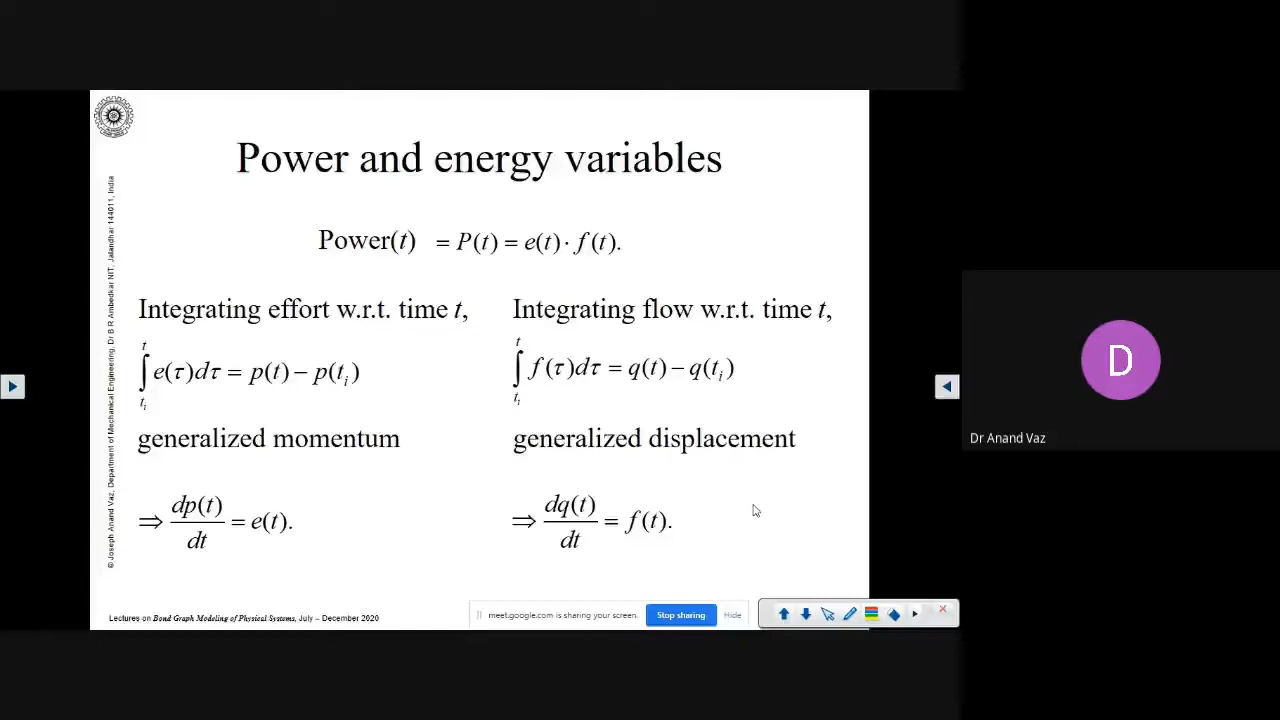 Power and energy variables
Power(t) = P(t) = e(t) · f(t).
Integrating effort w.r.t. time t,
∫_{t_i}^{t} e(τ)dτ = p(t) − p(t_i)
generalized momentum
⇒ dp(t)/dt = e(t).
Integrating flow w.r.t. time t,
∫_{t_i}^{t} f(τ)dτ = q(t) − q(t_i)
generalized displacement
⇒ dq(t)/dt = f(t).
© Joseph Anand Vaz, Department of Mechanical Engineering, Dr B R Ambedkar NIT, Jalandhar 144011, India
Lectures on Bond Graph Modeling of Physical Systems, July – December 2020
meet.google.com is sharing your screen.
Stop sharing
Hide
D
Dr Anand Vaz